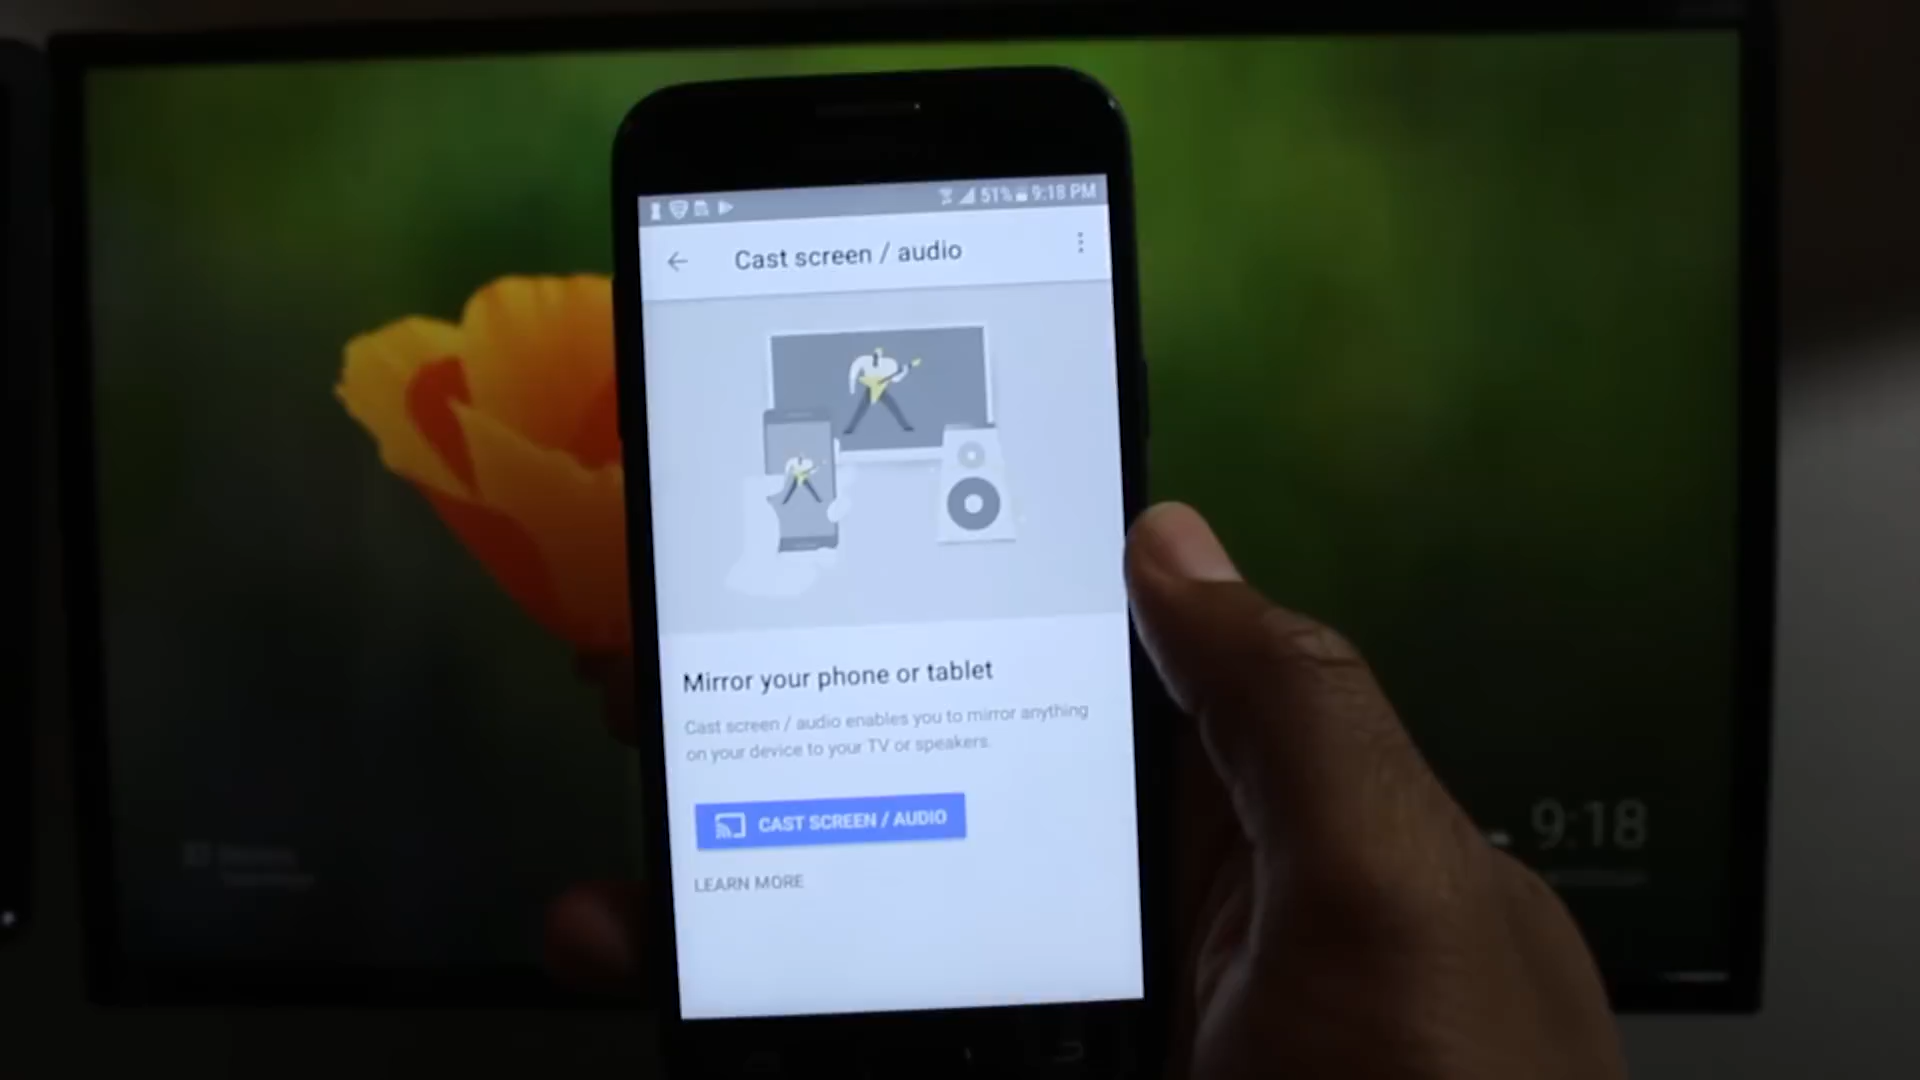 51% 9:18 PM
Cast screen / audio
Mirror your phone or tablet
Cast screen / audio enables you to mirror anything
on your device to your TV or speakers.
CAST SCREEN / AUDIO
LEARN MORE
9:18